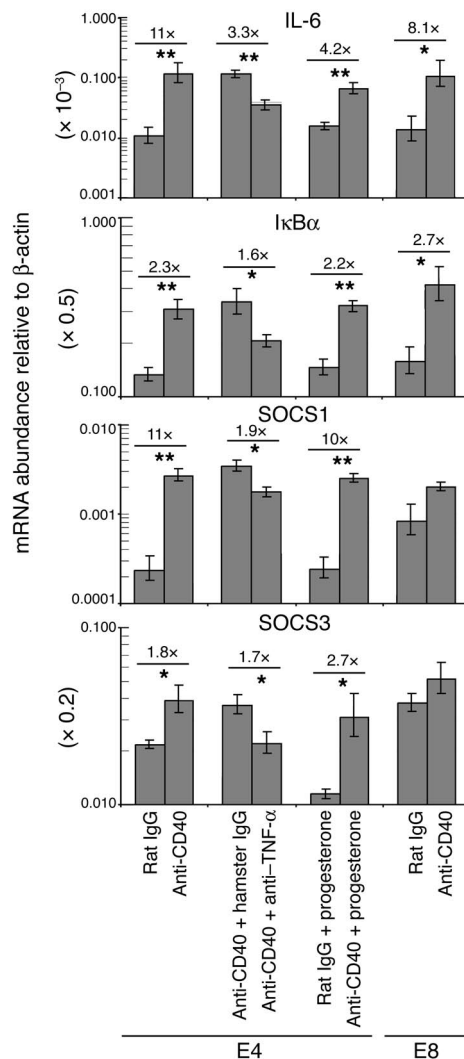 IL-6
11×
3.3×
4.2×
8.1×
**
**
**
*
1.000
0.100
0.010
0.001
(× 10⁻³)
IκBα
2.3×
1.6×
2.2×
2.7×
**
*
**
*
1.000
0.100
(× 0.5)
mRNA abundance relative to β-actin
SOCS1
11×
1.9×
10×
**
*
**
0.010
0.001
0.0001
SOCS3
1.8×
1.7×
2.7×
*
*
*
0.100
0.010
(× 0.2)
Rat IgG
Anti-CD40
Anti-CD40 + hamster IgG
Anti-CD40 + anti–TNF-α
Rat IgG + progesterone
Anti-CD40 + progesterone
Rat IgG
Anti-CD40
E4
E8